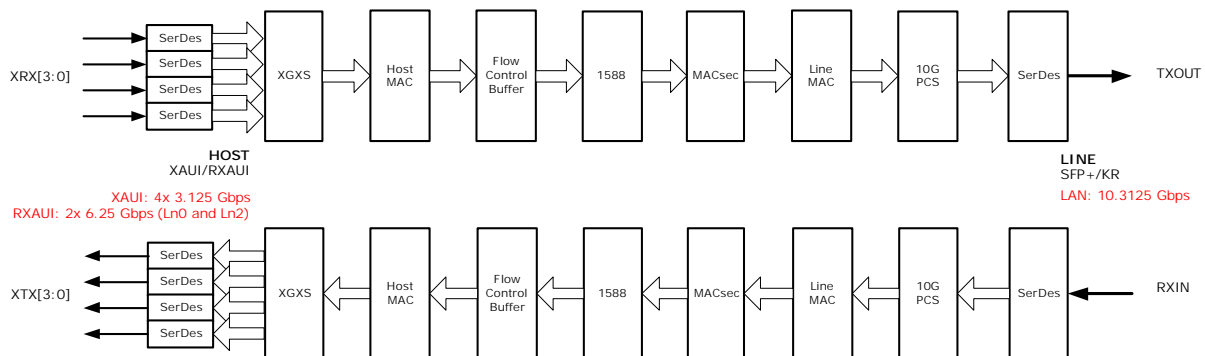 XRX[3:0]
SerDes
SerDes
SerDes
SerDes
XGXS
Host
MAC
Flow
Control
Buffer
1588
MACsec
Line
MAC
10G
PCS
SerDes
TXOUT
HOST
XAUI/RXAUI
XAUI: 4x 3.125 Gbps
RXAUI: 2x 6.25 Gbps (Ln0 and Ln2)
LINE
SFP+/KR
LAN: 10.3125 Gbps
XTX[3:0]
SerDes
SerDes
SerDes
SerDes
XGXS
Host
MAC
Flow
Control
Buffer
1588
MACsec
Line
MAC
10G
PCS
SerDes
RXIN